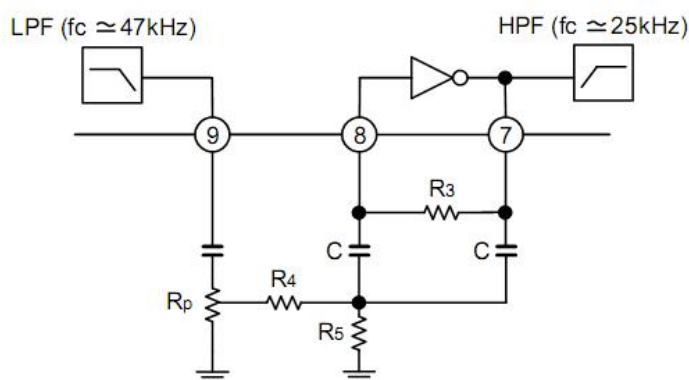 LPF (fc ≃ 47kHz)
HPF (fc ≃ 25kHz)
9
8
7
R3
C
C
R4
Rp
R5